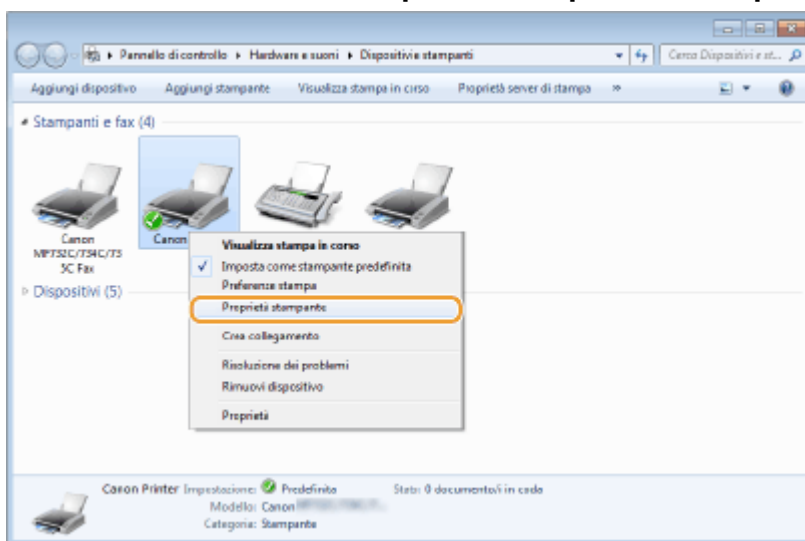 Pannello di controllo ▸ Hardware e suoni ▸ Dispositivi e stampanti
Cerca Dispositivi e st...
Aggiungi dispositivo Aggiungi stampante Visualizza stampa in corso Proprietà server di stampa »
Stampanti e fax (4)
Canon
MF732C/734C/73
5C Fax
Canon
Visualizza stampa in corso
Imposta come stampante predefinita
Preferenze stampa
Proprietà stampante
Crea collegamento
Risoluzione dei problemi
Rimuovi dispositivo
Proprietà
Dispositivi (5)
Canon Printer Impostazione: Predefinita Stato: 0 documento/i in coda
Modello: Canon
Categoria: Stampante